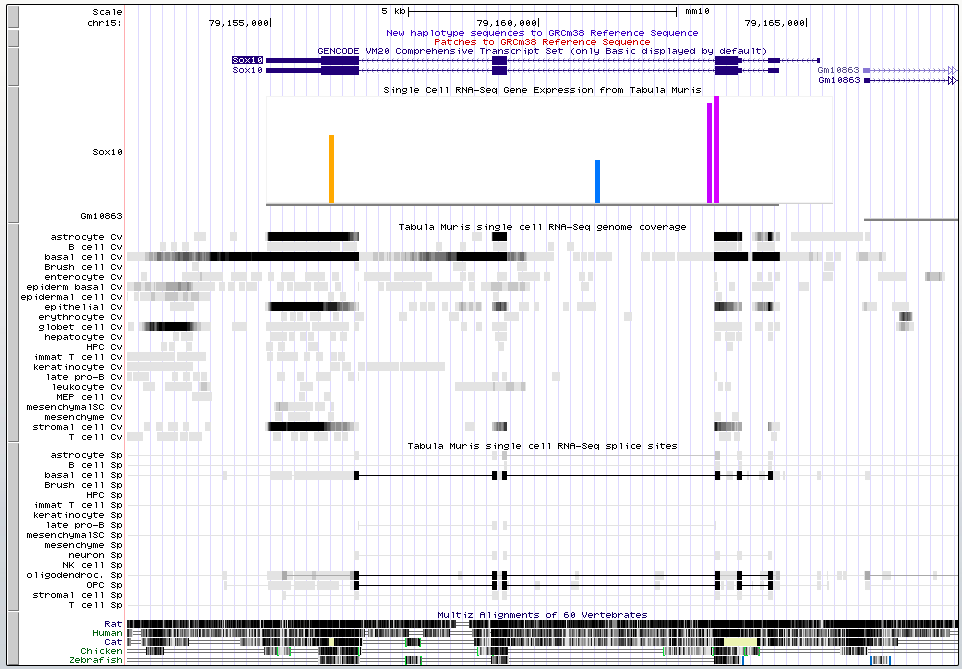 Scale 5 kb mm10
chr15: 79,155,000 79,160,000 79,165,000
New haplotype sequences to GRCm38 Reference Sequence
Patches to GRCm38 Reference Sequence
GENCODE VM20 Comprehensive Transcript Set (only Basic displayed by default)
Sox10
Sox10 Gm10863
Gm10863
Single Cell RNA-Seq Gene Expression from Tabula Muris
Sox10
Gm10863
Tabula Muris single cell RNA-Seq genome coverage
astrocyte Cv
B cell Cv
basal cell Cv
Brush cell Cv
enterocyte Cv
epiderm basal Cv
epidermal cell Cv
epithelial Cv
erythrocyte Cv
globet cell Cv
hepatocyte Cv
HPC Cv
immat T cell Cv
keratinocyte Cv
late pro-B Cv
leukocyte Cv
MEP cell Cv
mesenchymalSC Cv
mesenchyme Cv
stromal cell Cv
T cell Cv
Tabula Muris single cell RNA-Seq splice sites
astrocyte Sp
B cell Sp
basal cell Sp
Brush cell Sp
HPC Sp
immat T cell Sp
keratinocyte Sp
late pro-B Sp
mesenchymalSC Sp
mesenchyme Sp
neuron Sp
NK cell Sp
oligodendroc. Sp
OPC Sp
stromal cell Sp
T cell Sp
Multiz Alignments of 60 Vertebrates
Rat
Human
Cat
Chicken
Zebrafish